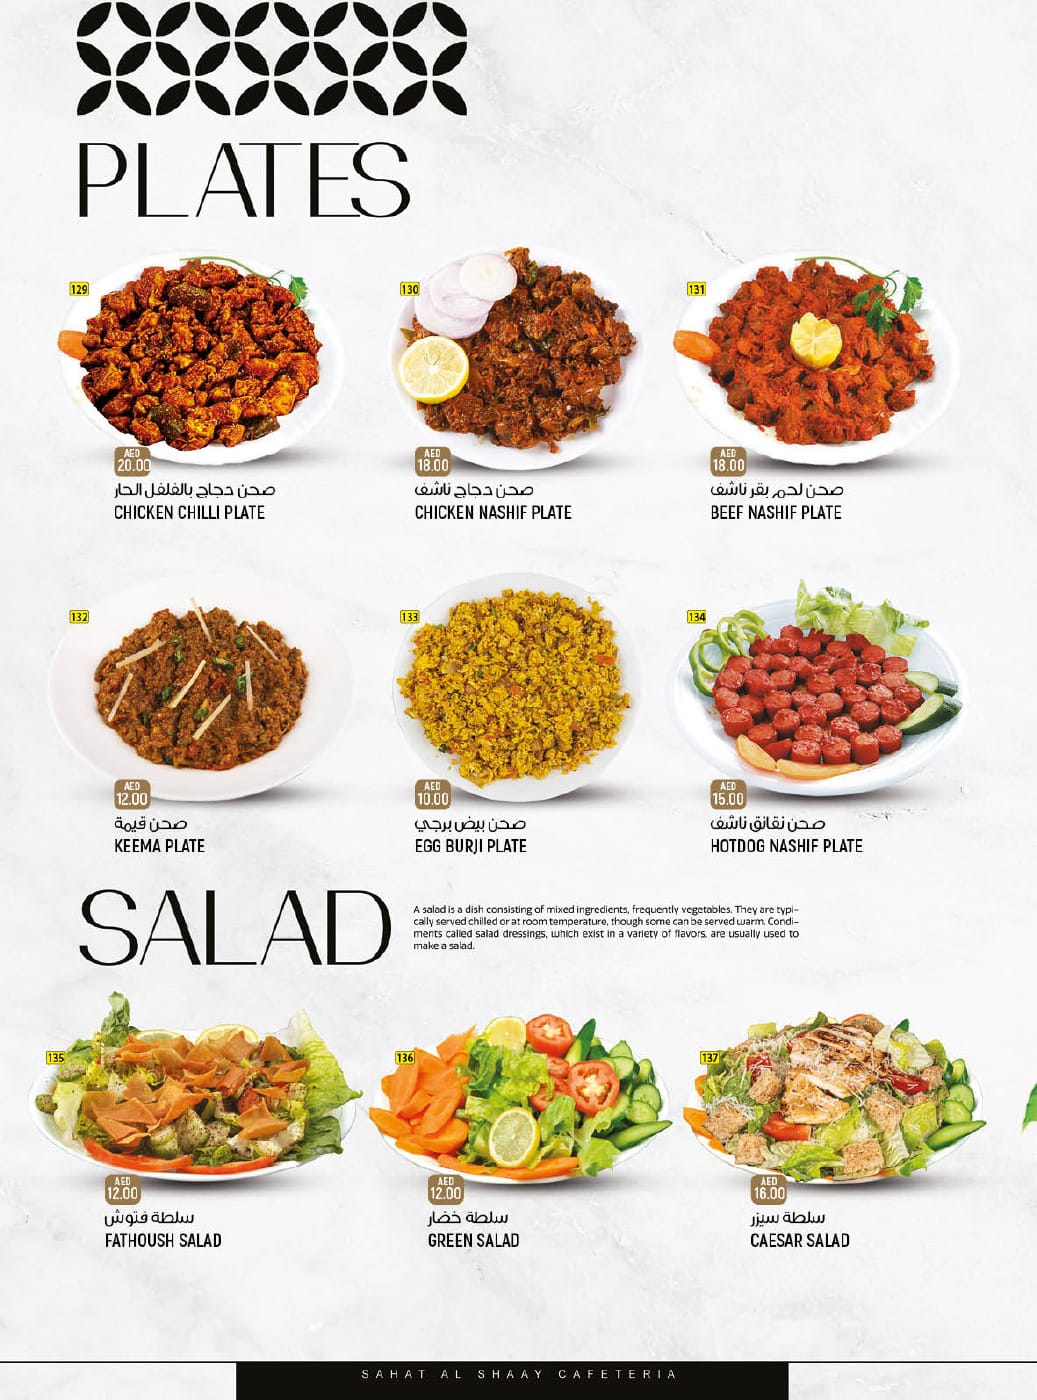 PLATES
129
AED
20.00
صحن دجاج بالفلفل الحار
CHICKEN CHILLI PLATE
130
AED
18.00
صحن دجاج ناشف
CHICKEN NASHIF PLATE
131
AED
18.00
صحن لحم بقر ناشف
BEEF NASHIF PLATE
132
AED
12.00
صحن قيمة
KEEMA PLATE
133
AED
10.00
صحن بيض برجي
EGG BURJI PLATE
134
AED
15.00
صحن نقانق ناشف
HOTDOG NASHIF PLATE
SALAD
A salad is a dish consisting of mixed ingredients, frequently vegetables. They are typi-
cally served chilled or at room temperature, though some can be served warm. Condi-
ments called salad dressings, which exist in a variety of flavors, are usually used to
make a salad.
135
AED
12.00
سلطة فتوش
FATHOUSH SALAD
136
AED
12.00
سلطة خضار
GREEN SALAD
137
AED
16.00
سلطة سيزر
CAESAR SALAD
SAHAT AL SHAAY CAFETERIA